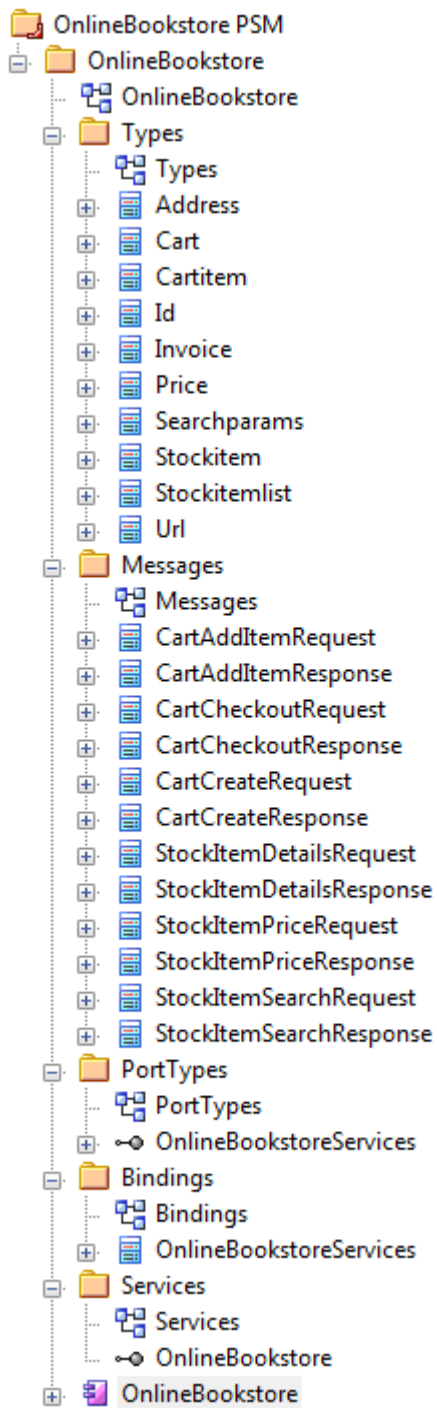 OnlineBookstore PSM
OnlineBookstore
OnlineBookstore
Types
Types
Address
Cart
Cartitem
Id
Invoice
Price
Searchparams
Stockitem
Stockitemlist
Url
Messages
Messages
CartAddItemRequest
CartAddItemResponse
CartCheckoutRequest
CartCheckoutResponse
CartCreateRequest
CartCreateResponse
StockItemDetailsRequest
StockItemDetailsResponse
StockItemPriceRequest
StockItemPriceResponse
StockItemSearchRequest
StockItemSearchResponse
PortTypes
PortTypes
OnlineBookstoreServices
Bindings
Bindings
OnlineBookstoreServices
Services
Services
OnlineBookstore
OnlineBookstore